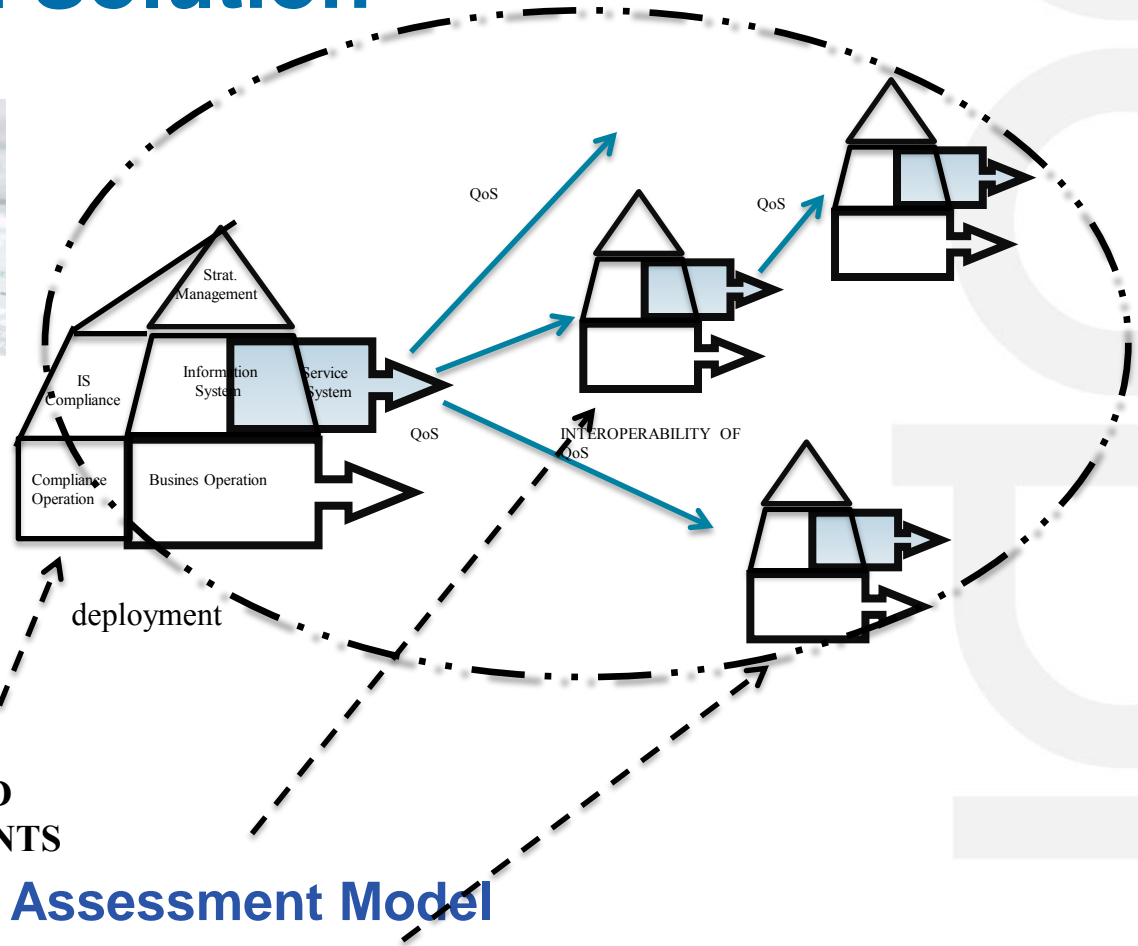 Solution
QoS
QoS
Strat.
Management
Information
System
Service
System
IS
Compliance
QoS
INTEROPERABILITY OF
QoS
Compliance
Operation
Busines Operation
deployment
NTS
Assessment Model